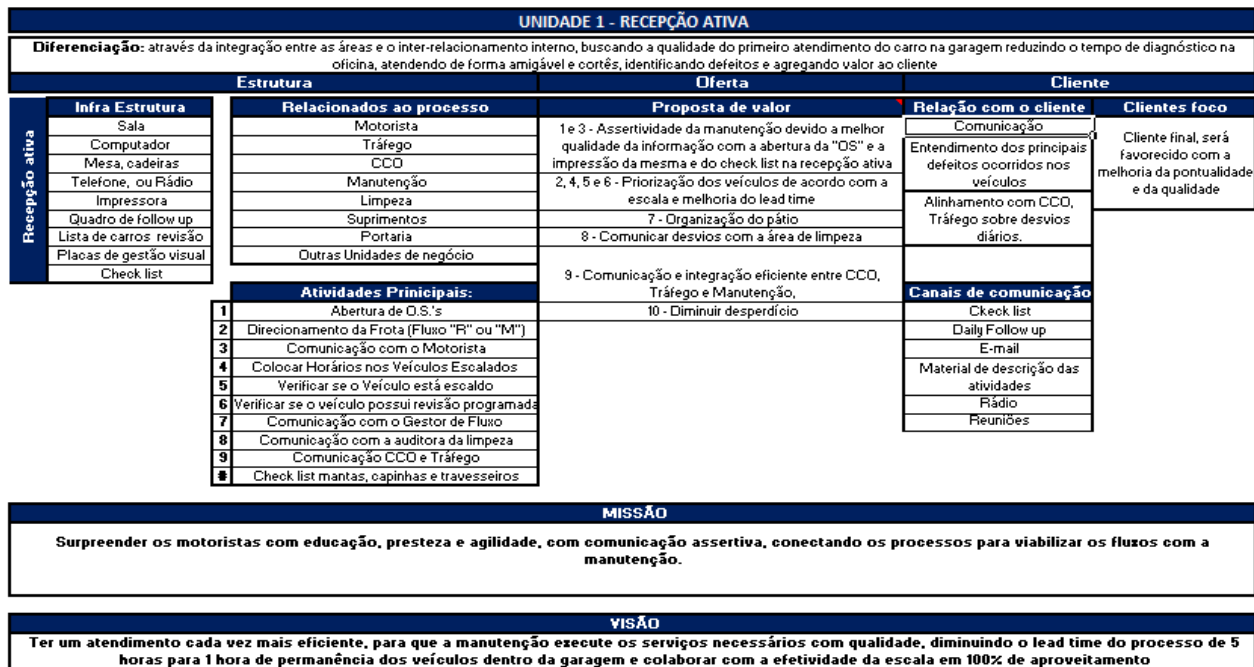 UNIDADE 1 - RECEPÇÃO ATIVA
Diferenciação: através da integração entre as áreas e o inter-relacionamento interno, buscando a qualidade do primeiro atendimento do carro na garagem reduzindo o tempo de diagnóstico na
oficina, atendendo de forma amigável e cortês, identificando defeitos e agregando valor ao cliente
Estrutura
Oferta
Cliente
Recepção ativa
Infra Estrutura
Sala
Computador
Mesa, cadeiras
Telefone, ou Rádio
Impressora
Quadro de follow up
Lista de carros revisão
Placas de gestão visual
Check list
Relacionados ao processo
Motorista
Tráfego
CCO
Manutenção
Limpeza
Suprimentos
Portaria
Outras Unidades de negócio
Atividades Prinicipais:
1 Abertura de O.S.'s
2 Direcionamento da Frota (Fluxo "R" ou "M")
3 Comunicação com o Motorista
4 Colocar Horários nos Veículos Escalados
5 Verificar se o Veículo está escaldo
6 Verificar se o veículo possui revisão programada
7 Comunicação com o Gestor de Fluxo
8 Comunicação com a auditora da limpeza
9 Comunicação CCO e Tráfego
# Check list mantas, capinhas e travesseiros
Proposta de valor
1 e 3 - Assertividade da manutenção devido a melhor
qualidade da informação com a abertura da "OS" e a
impressão da mesma e do check list na recepção ativa
2, 4, 5 e 6 - Priorização dos veículos de acordo com a
escala e melhoria do lead time
7 - Organização do pátio
8 - Comunicar desvios com a área de limpeza
9 - Comunicação e integração eficiente entre CCO,
Tráfego e Manutenção,
10 - Diminuir desperdício
Relação com o cliente
Comunicação
Entendimento dos principais
defeitos ocorridos nos
veículos
Alinhamento com CCO,
Tráfego sobre desvios
diários.
Canais de comunicação
Ckeck list
Daily Follow up
E-mail
Material de descrição das
atividades
Rádio
Reuniões
Clientes foco
Cliente final, será
favorecido com a
melhoria da pontualidade
e da qualidade
MISSÃO
Surpreender os motoristas com educação, presteza e agilidade, com comunicação assertiva, conectando os processos para viabilizar os fluxos com a
manutenção.
VISÃO
Ter um atendimento cada vez mais eficiente, para que a manutenção execute os serviços necessários com qualidade, diminuindo o lead time do processo de 5
horas para 1 hora de permanência dos veículos dentro da garagem e colaborar com a efetividade da escala em 100% de aproveitamento